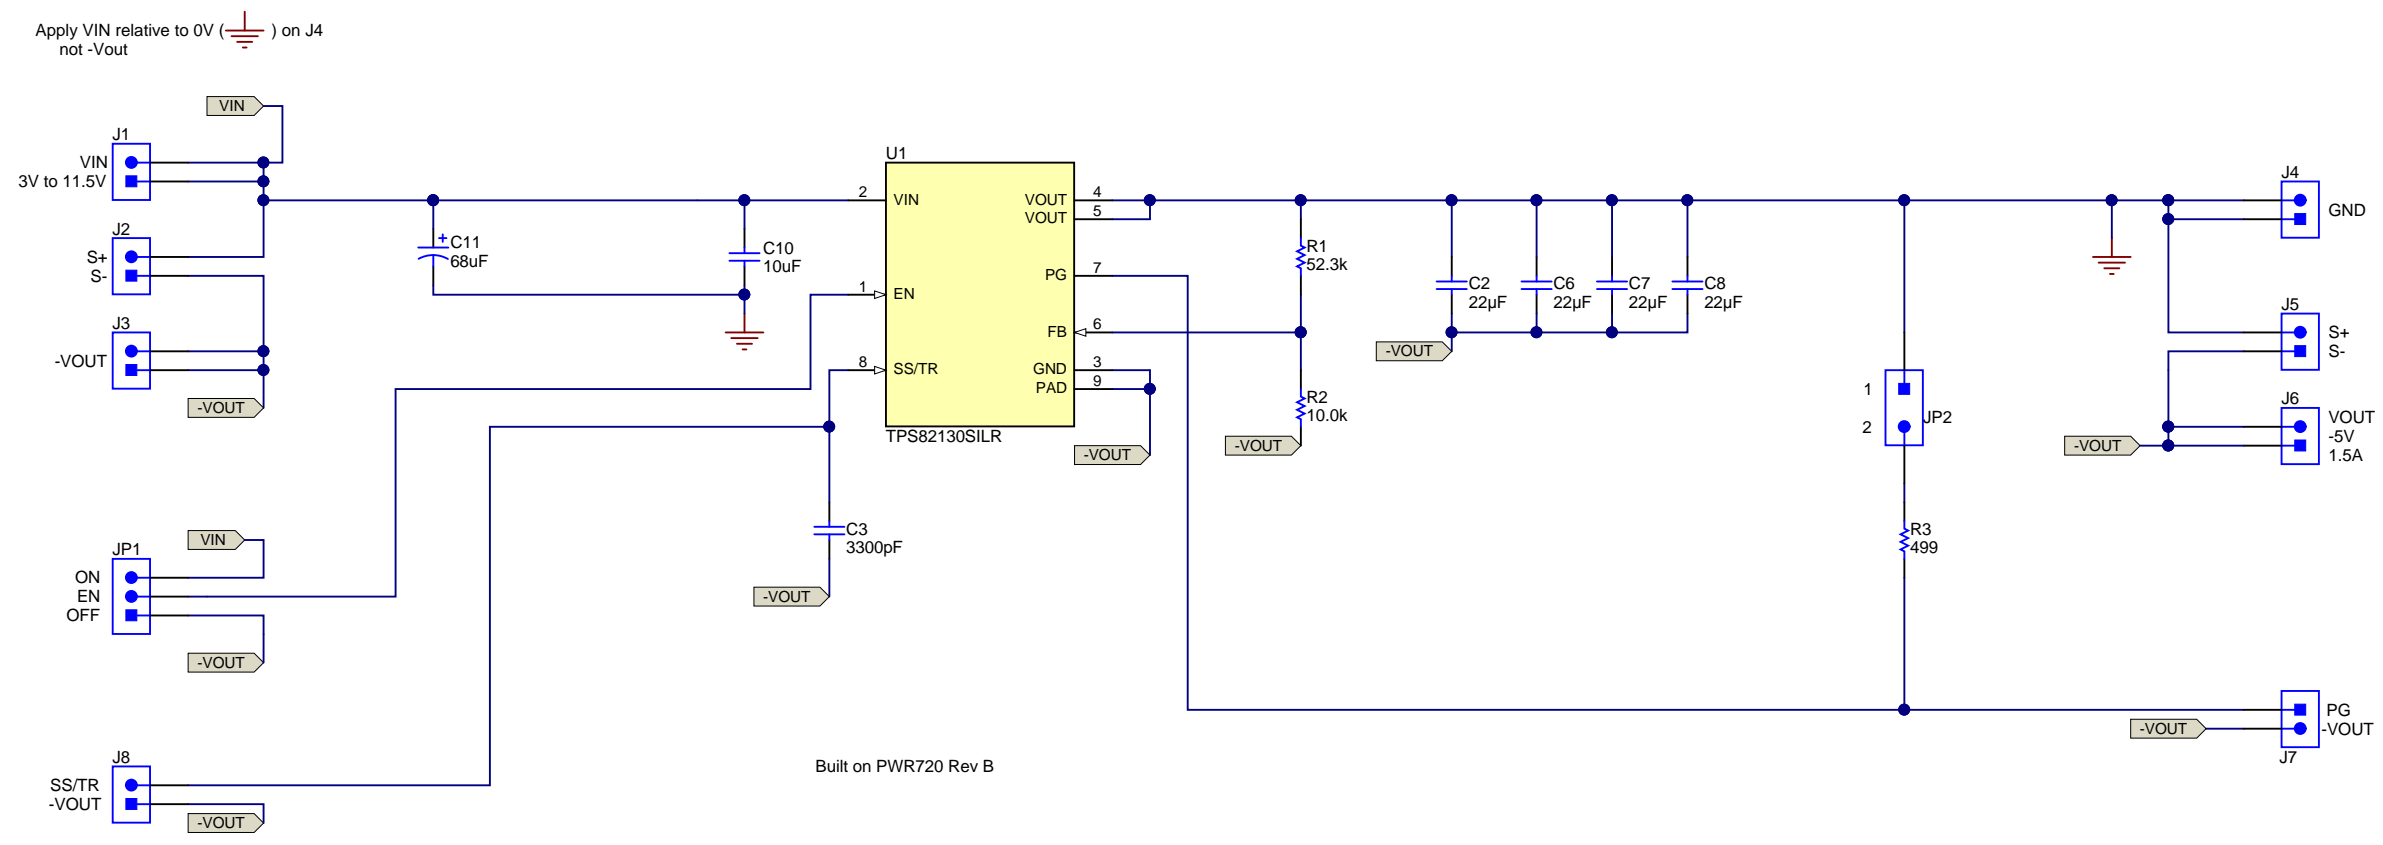 Apply VIN relative to 0V ( ) on J4
not -Vout
VIN
J1
VIN
3V to 11.5V
J2
S+
S-
J3
-VOUT
-VOUT
+
C11
68uF
C10
10uF
U1
2
VIN
1
EN
8
SS/TR
VOUT
4
VOUT
5
PG
7
FB
6
GND
3
PAD
9
TPS82130SILR
-VOUT
R1
52.3k
R2
10.0k
-VOUT
C2
22µF
C6
22µF
C7
22µF
C8
22µF
-VOUT
1
2
JP2
R3
499
J4
GND
J5
S+
S-
J6
VOUT
-5V
1.5A
-VOUT
C3
3300pF
-VOUT
VIN
JP1
ON
EN
OFF
-VOUT
J8
SS/TR
-VOUT
-VOUT
Built on PWR720 Rev B
PG
-VOUT
-VOUT
J7